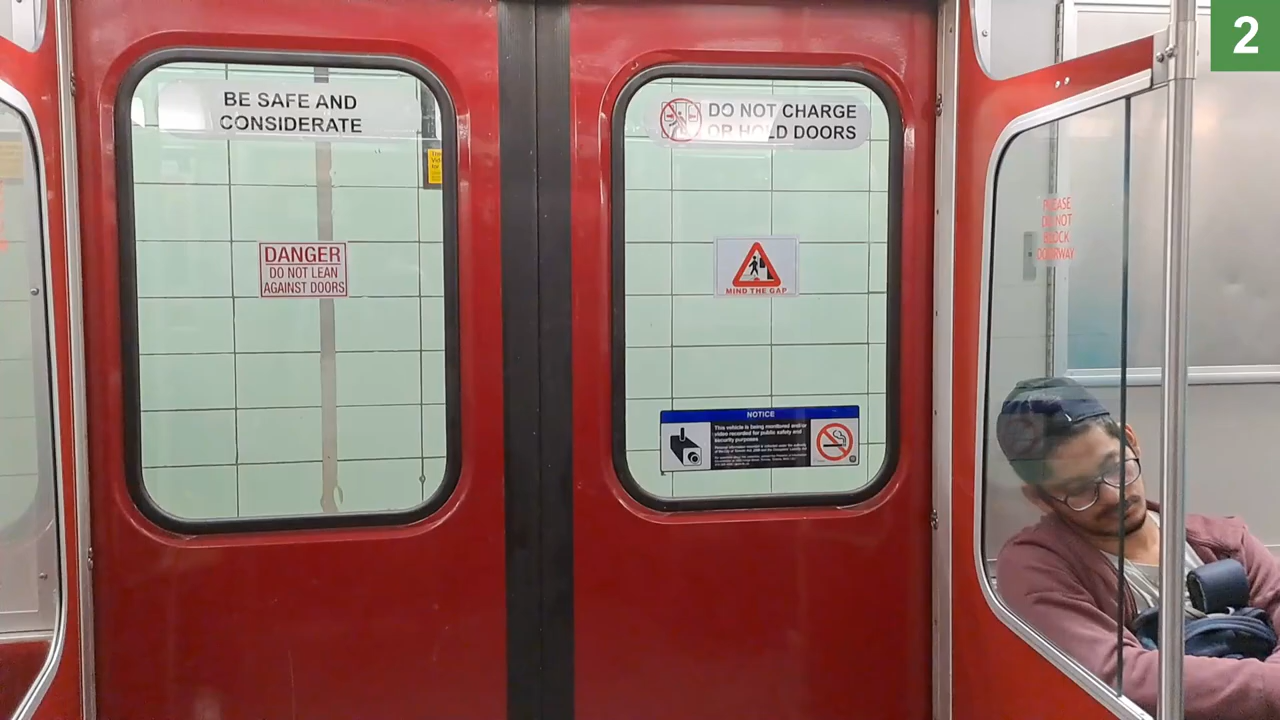 2
BE SAFE AND
CONSIDERATE
DO NOT CHARGE
OR HOLD DOORS
DANGER
DO NOT LEAN
AGAINST DOORS
MIND THE GAP
PLEASE
DO NOT
BLOCK
DOORWAY
NOTICE
This vehicle is being monitored and/or
video recorded for public safety and
security purposes